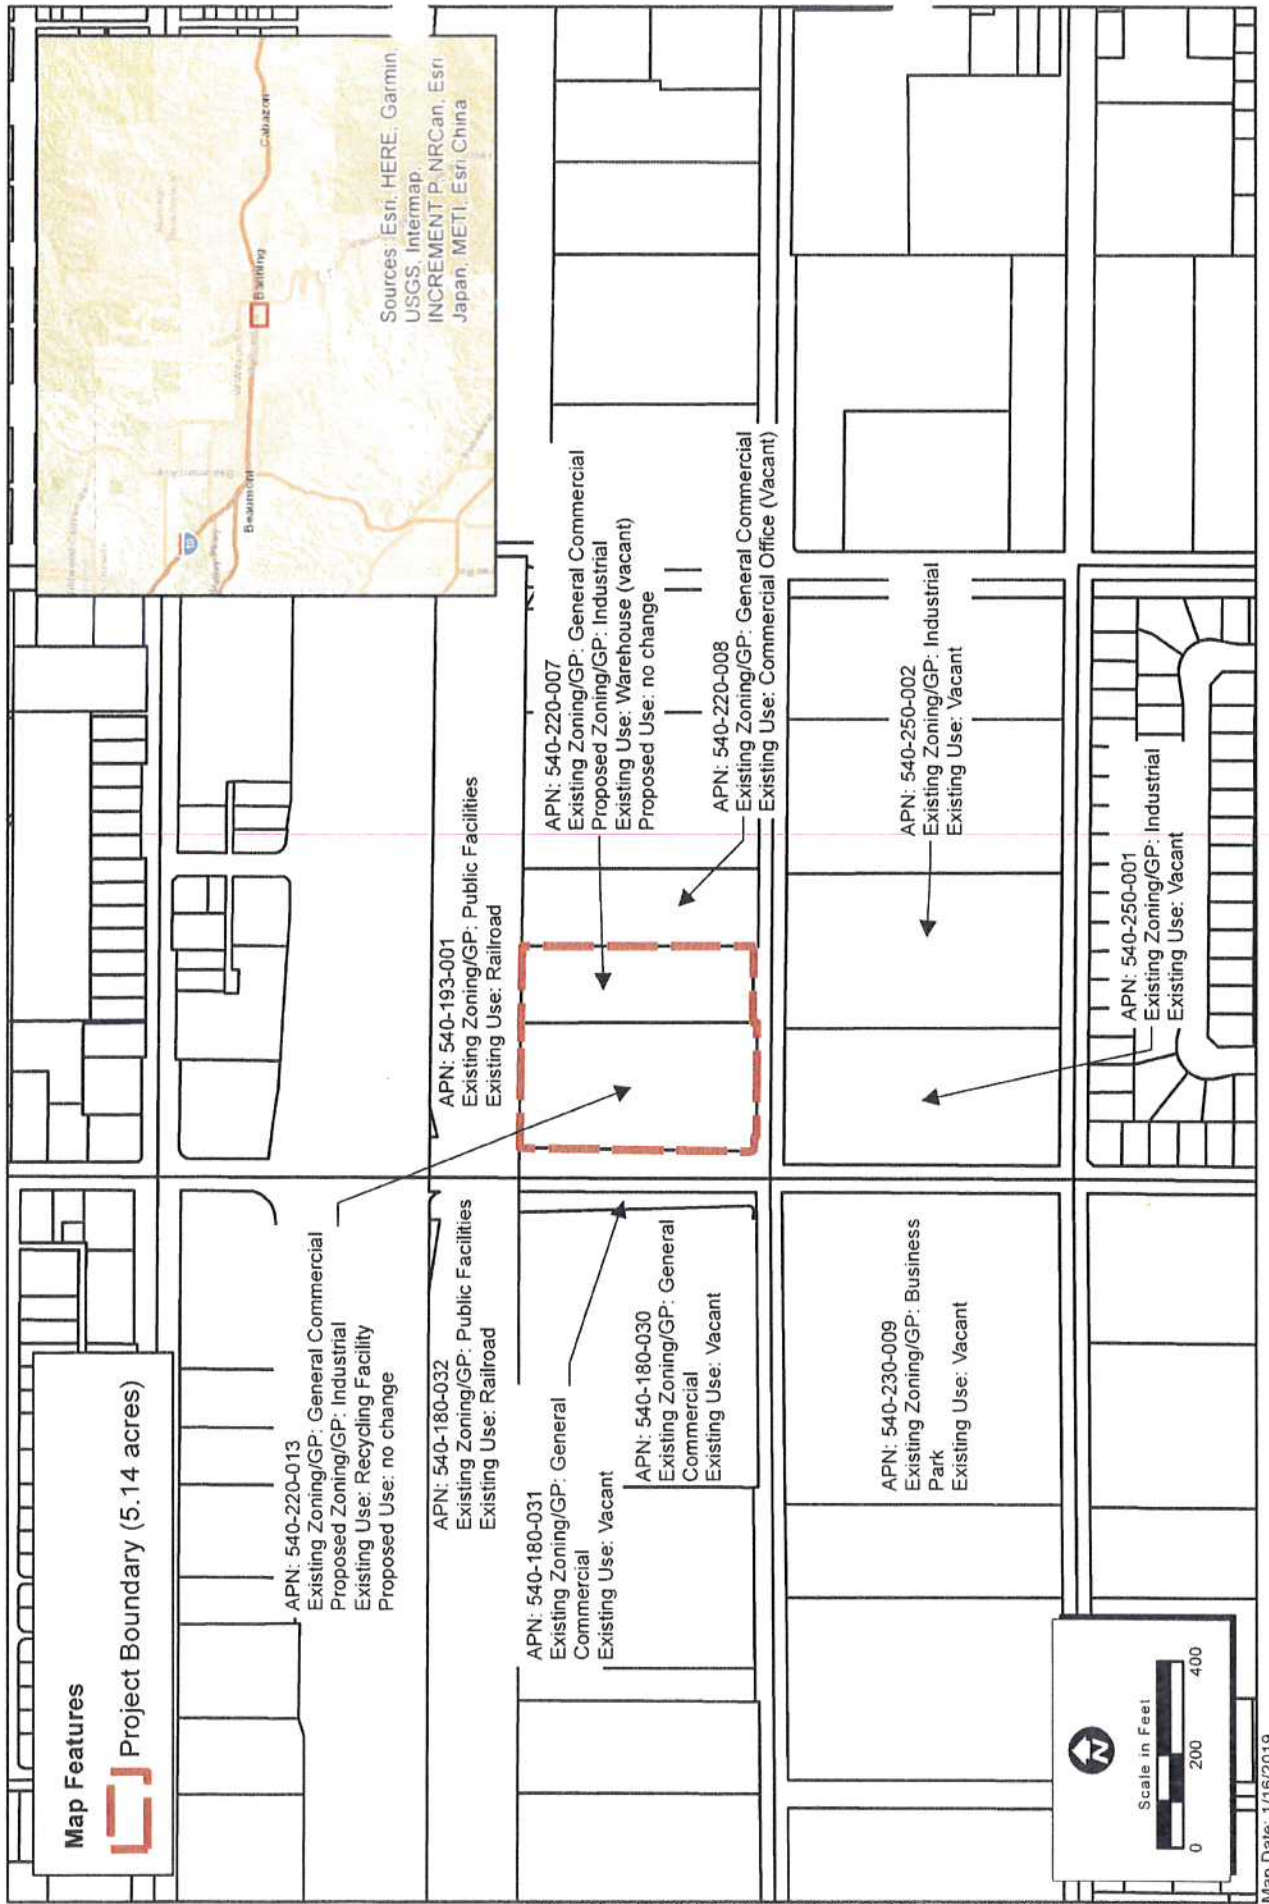 Map Features
Project Boundary (5.14 acres)
Beaumont
Banning
Cabazon
10
Sources: Esri, HERE, Garmin,
USGS, Intermap,
INCREMENT P, NRCan, Esri
Japan, METI, Esri China
APN: 540-220-013
Existing Zoning/GP: General Commercial
Proposed Zoning/GP: Industrial
Existing Use: Recycling Facility
Proposed Use: no change
APN: 540-193-001
Existing Zoning/GP: Public Facilities
Existing Use: Railroad
APN: 540-180-032
Existing Zoning/GP: Public Facilities
Existing Use: Railroad
APN: 540-220-007
Existing Zoning/GP: General Commercial
Proposed Zoning/GP: Industrial
Existing Use: Warehouse (vacant)
Proposed Use: no change
APN: 540-180-031
Existing Zoning/GP: General
Commercial
Existing Use: Vacant
APN: 540-180-030
Existing Zoning/GP: General
Commercial
Existing Use: Vacant
APN: 540-220-008
Existing Zoning/GP: General Commercial
Existing Use: Commercial Office (Vacant)
APN: 540-230-009
Existing Zoning/GP: Business
Park
Existing Use: Vacant
APN: 540-250-002
Existing Zoning/GP: Industrial
Existing Use: Vacant
APN: 540-250-001
Existing Zoning/GP: Industrial
Existing Use: Vacant
N
Scale in Feet
0 200 400
Map Date: 1/16/2019